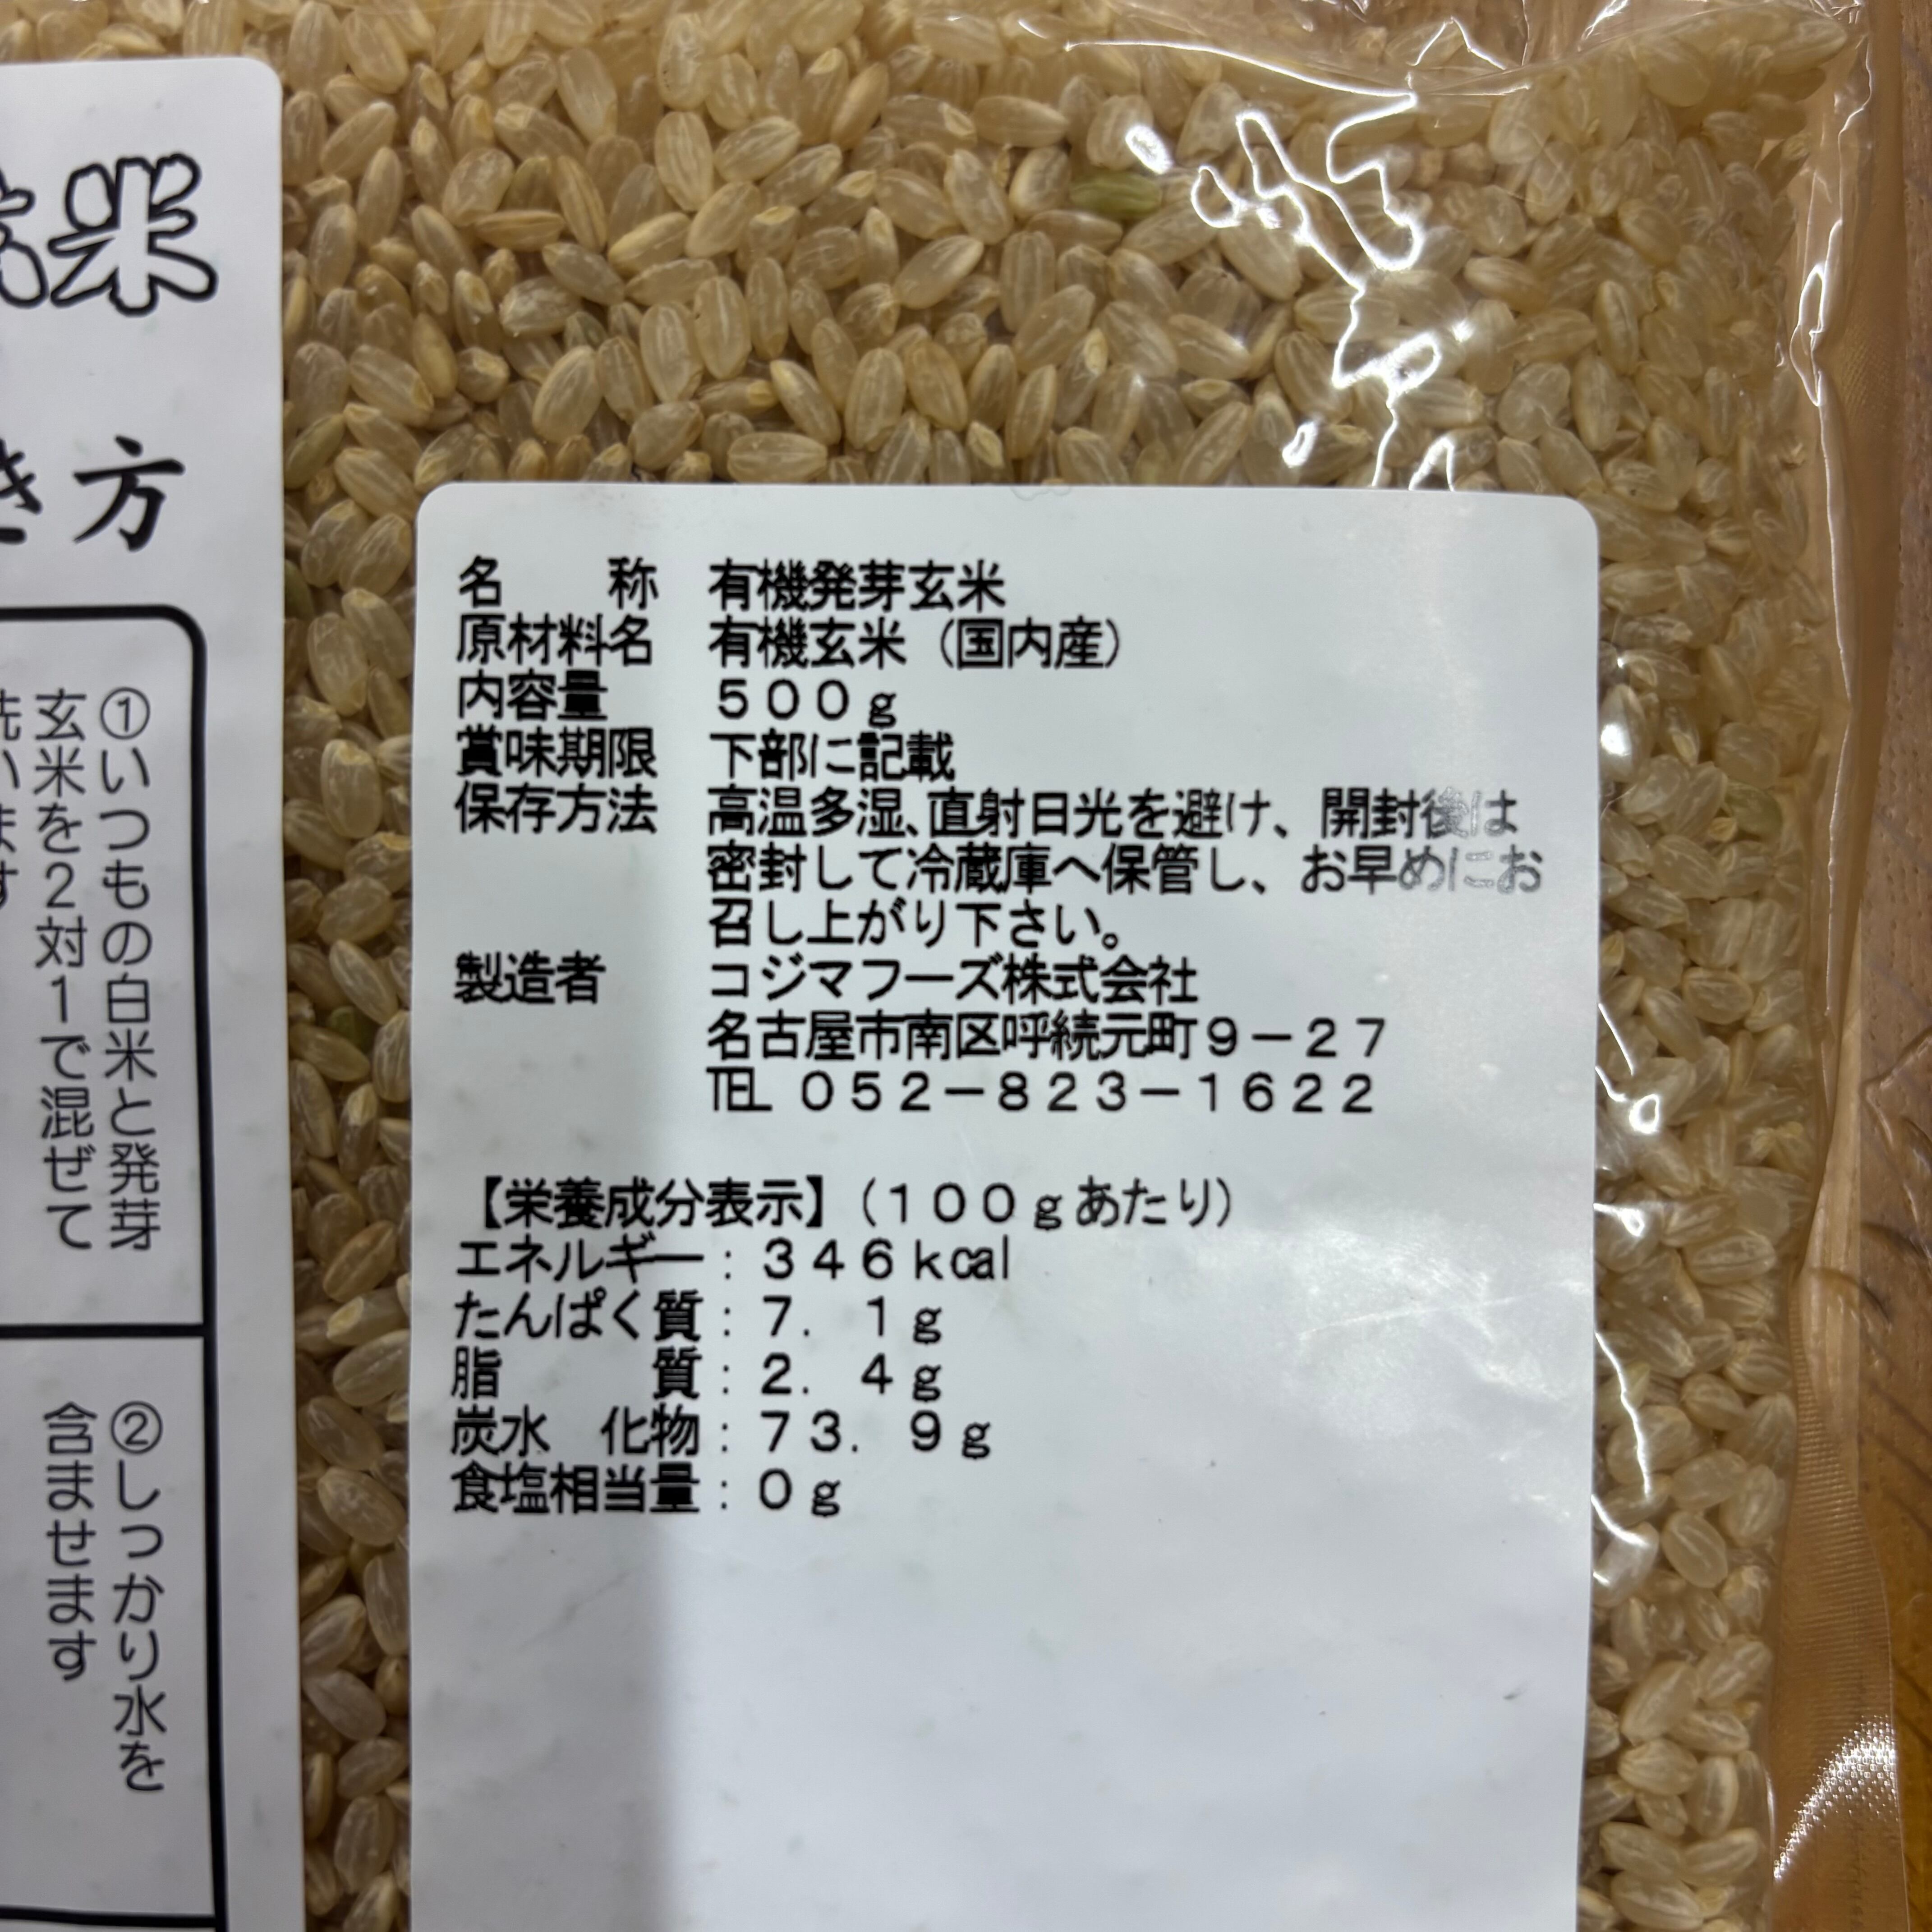 米
き方
①いつもの白米と発芽
玄米を2対1で混ぜて
洗います
②しっかり水を
含ませます
名　　称　有機発芽玄米
原材料名　有機玄米（国内産）
内容量　　５００ｇ
賞味期限　下部に記載
保存方法　高温多湿、直射日光を避け、開封後は
密封して冷蔵庫へ保管し、お早めにお
召し上がり下さい。
製造者　　コジマフーズ株式会社
名古屋市南区呼続元町９－２７
℡ ０５２－８２３－１６２２
【栄養成分表示】（１００ｇあたり）
エネルギー：３４６kcal
たんぱく質：７．１ｇ
脂　　　質：２．４ｇ
炭水　化物：７３．９ｇ
食塩相当量：０ｇ